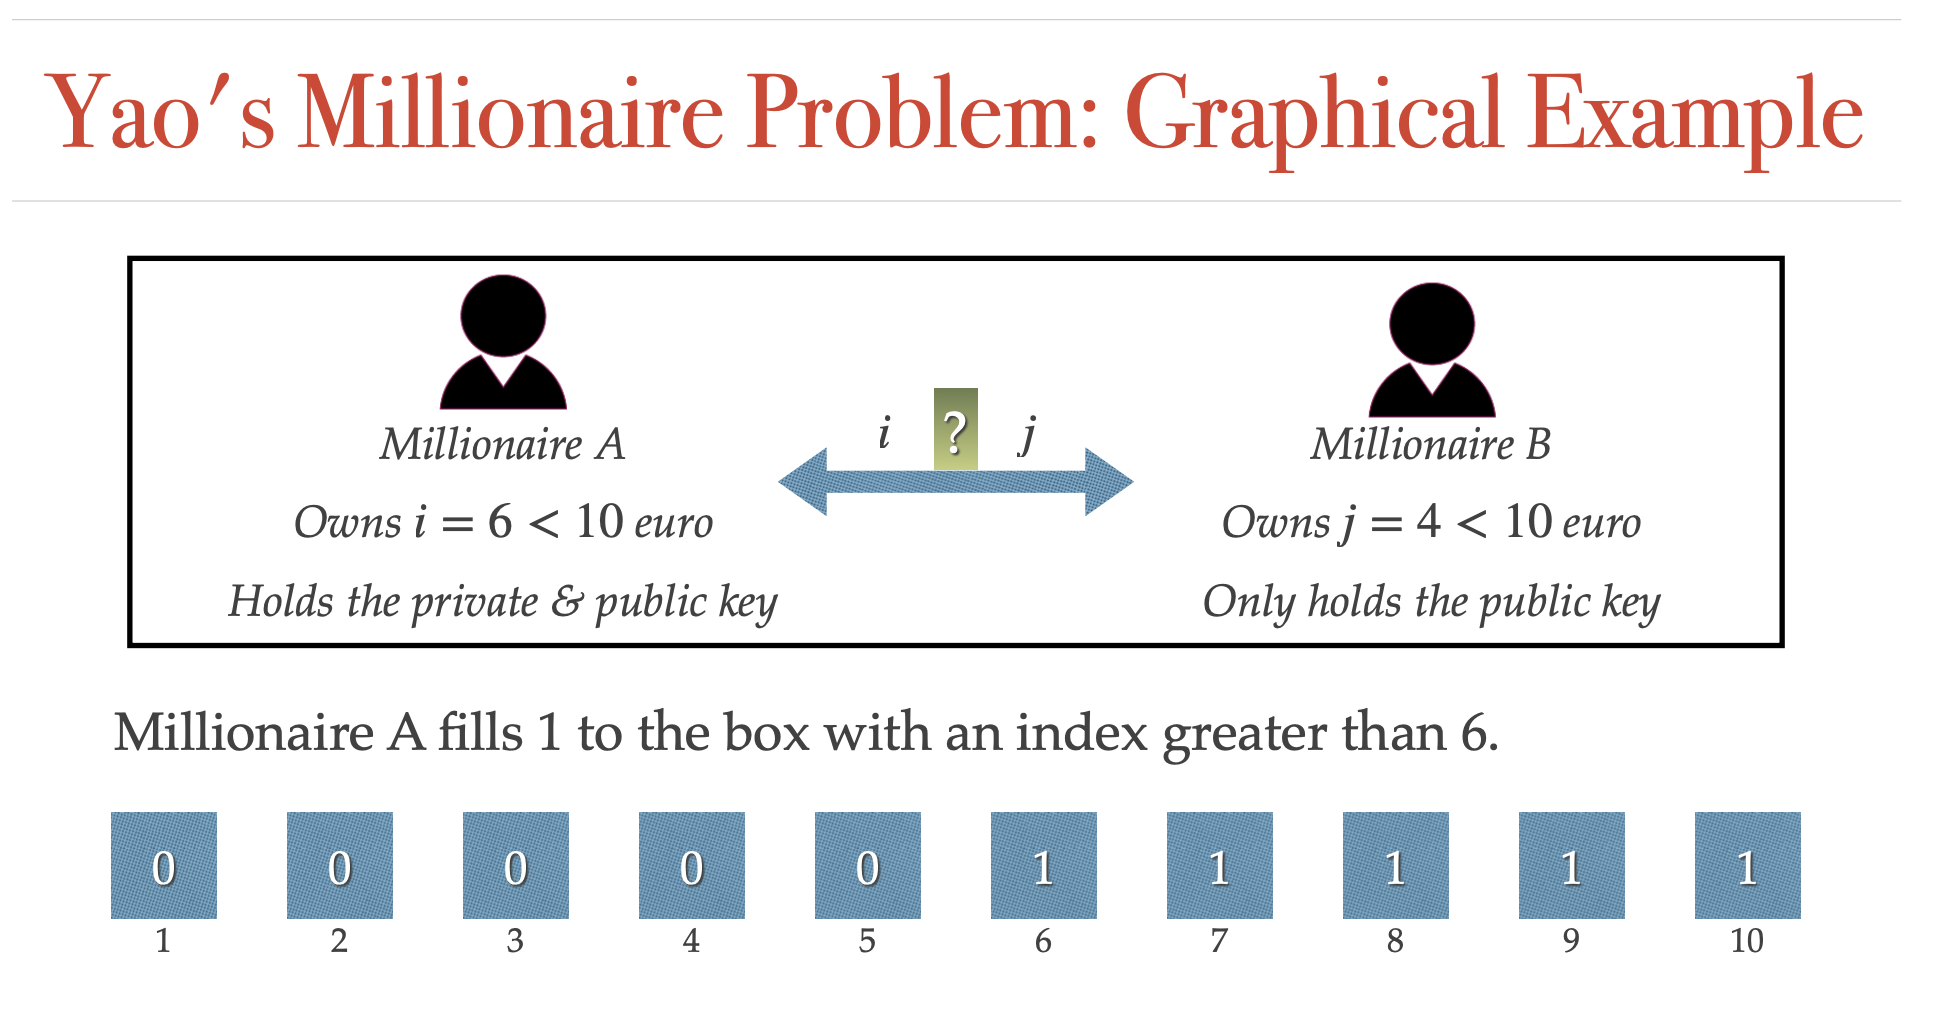 Yao′s Millionaire Problem: Graphical Example
i ? j
Millionaire A
Millionaire B
Owns i = 6 < 10 euro
Owns j = 4 < 10 euro
Holds the private & public key
Only holds the public key
Millionaire A fills 1 to the box with an index greater than 6.
0 0 0 0 0 1 1 1 1 1
1 2 3 4 5 6 7 8 9 10